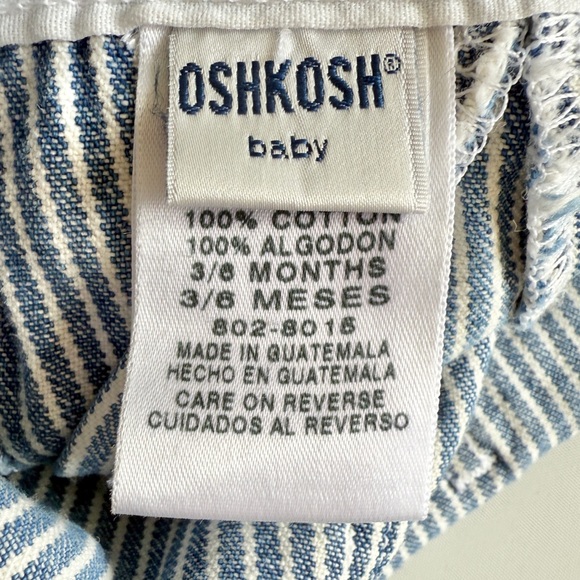 OSHKOSH®
baby
100% COTTON
100% ALGODON
3/6 MONTHS
3/6 MESES
802-8016
MADE IN GUATEMALA
HECHO EN GUATEMALA
CARE ON REVERSE
CUIDADOS AL REVERSO